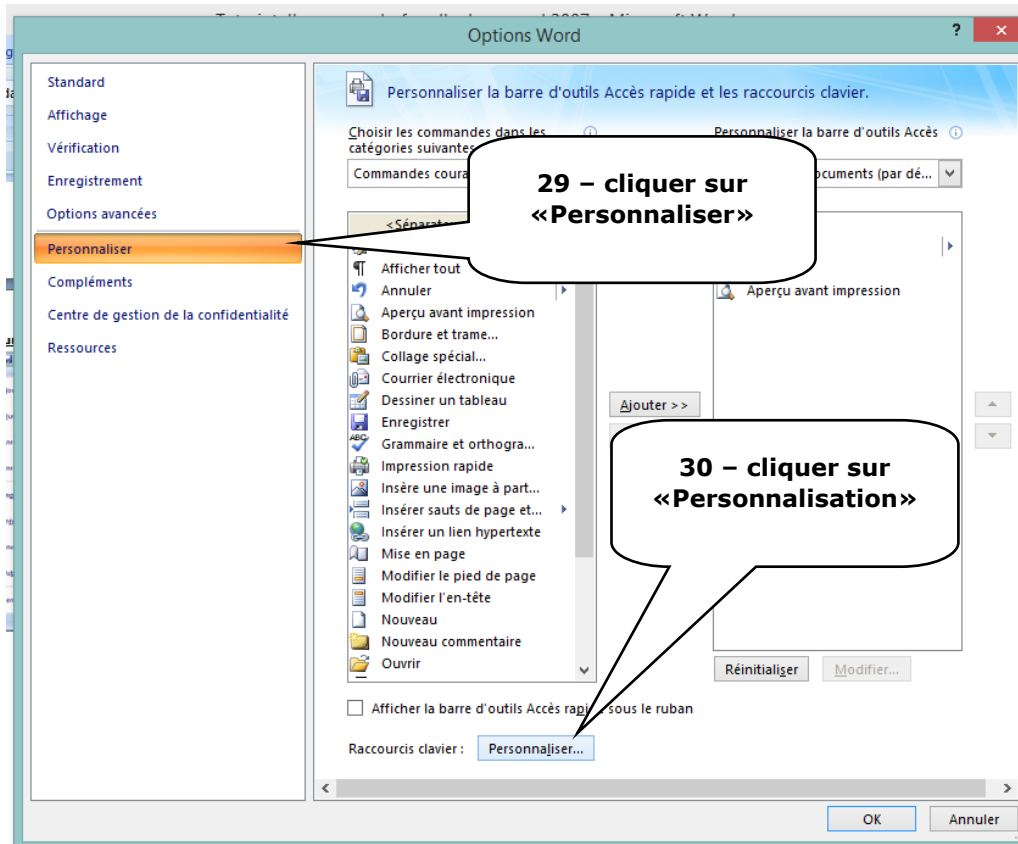 Options Word
?
Standard
Affichage
Vérification
Enregistrement
Options avancées
Personnaliser
Compléments
Centre de gestion de la confidentialité
Ressources
Personnaliser la barre d'outils Accès rapide et les raccourcis clavier.
Choisir les commandes dans les
catégories suivantes
Commandes coura
29 – cliquer sur
«Personnaliser»
<Séparate
Afficher tout
Annuler
Aperçu avant impression
Bordure et trame...
Collage spécial...
Courrier électronique
Dessiner un tableau
Enregistrer
Grammaire et orthogra...
Impression rapide
Insère une image à part...
Insérer sauts de page et...
Insérer un lien hypertexte
Mise en page
Modifier le pied de page
Modifier l'en-tête
Nouveau
Nouveau commentaire
Ouvrir
Ajouter >>
Personnaliser la barre d'outils Accès
ocuments (par dé...
Aperçu avant impression
30 – cliquer sur
«Personnalisation»
Réinitialiser
Modifier...
Afficher la barre d'outils Accès rapi sous le ruban
Raccourcis clavier :
Personnaliser...
OK
Annuler